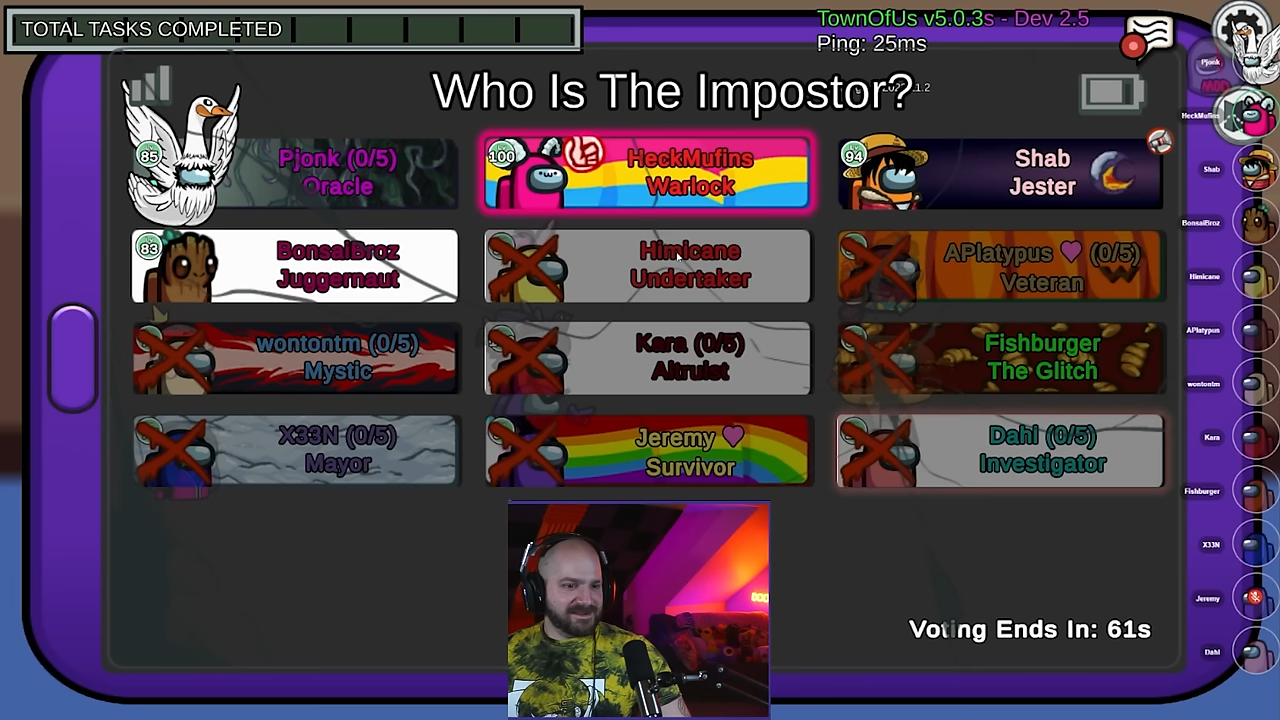 TOTAL TASKS COMPLETED
TownOfUs v5.0.3s - Dev 2.5
Ping: 25ms
Who Is The Impostor?
85
Pjonk (0/5)
Oracle
100
HeckMufins
Warlock
94
Shab
Jester
83
BonsaiBroz
Juggernaut
Himicane
Undertaker
APlatypus (0/5)
Veteran
wontontm (0/5)
Mystic
Kara (0/5)
Altruist
Fishburger
The Glitch
X33N (0/5)
Mayor
Jeremy
Survivor
Dahl (0/5)
Investigator
Voting Ends In: 61s
Pjonk
MOD
HeckMufins
Shab
BonsaiBroz
Himicane
APlatypus
wontontm
Kara
Fishburger
X33N
Jeremy
Dahl